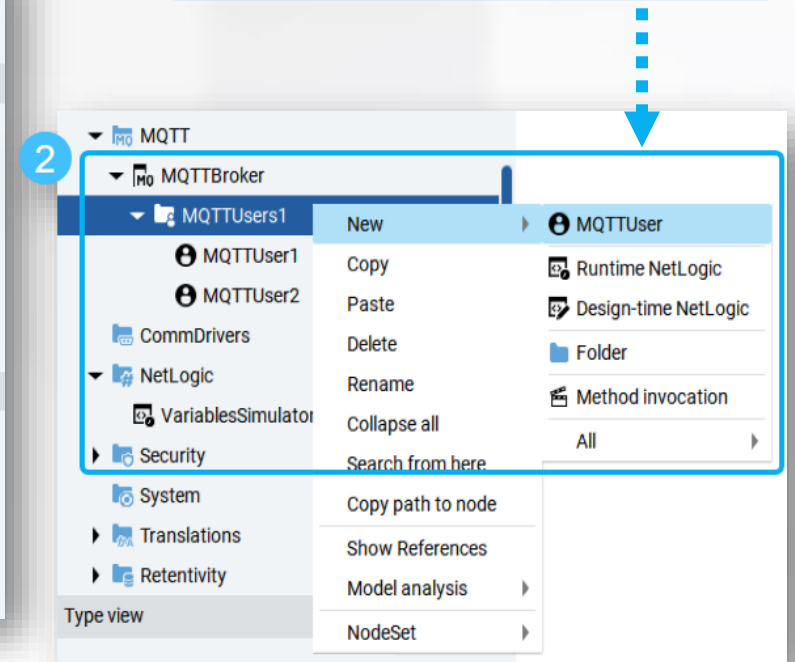 MQTT
2
MQ
MQTTBroker
MQ
MQTTUsers1
MQTTUser1
MQTTUser2
CommDrivers
NetLogic
VariablesSimulator
Security
System
Translations
Retentivity
Type view
New
Copy
Paste
Delete
Rename
Collapse all
Search from here
Copy path to node
Show References
Model analysis
NodeSet
MQTTUser
Runtime NetLogic
Design-time NetLogic
Folder
Method invocation
All